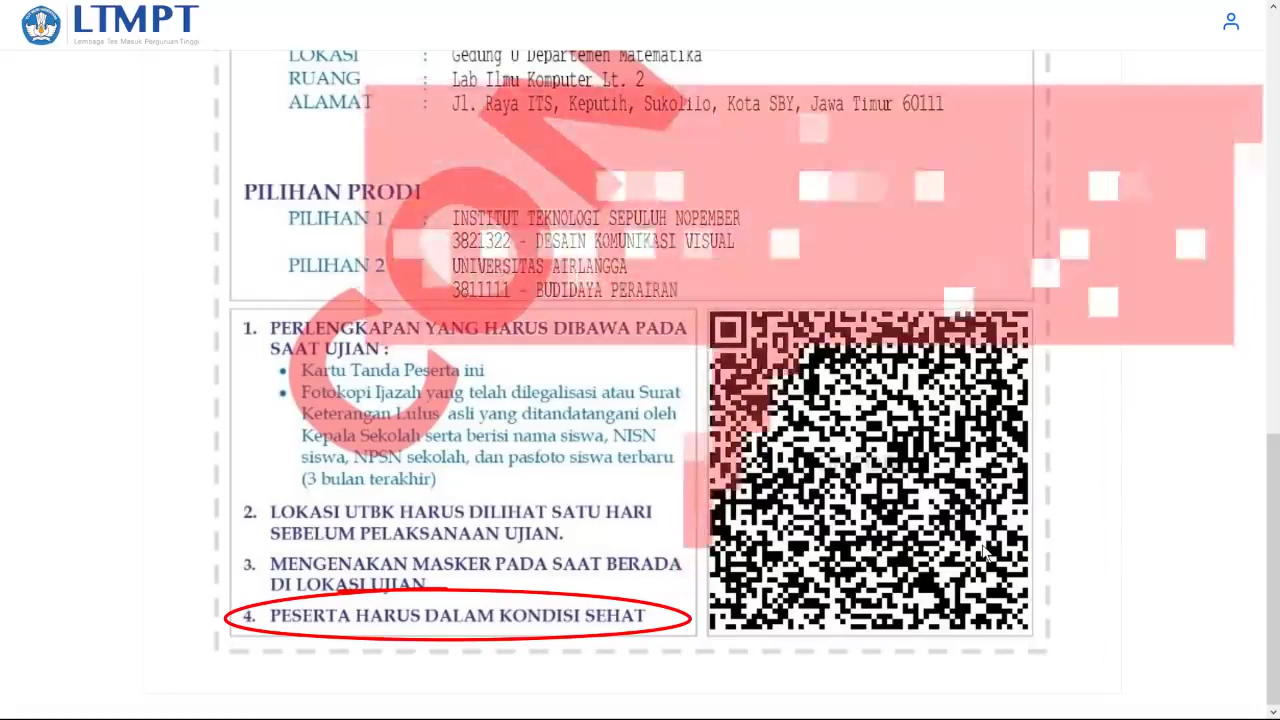 LTMPT
Lembaga Tes Masuk Perguruan Tinggi
LOKASI : Gedung U Departemen Matematika
RUANG : Lab Ilmu Komputer Lt. 2
ALAMAT : Jl. Raya ITS, Keputih, Sukolilo, Kota SBY, Jawa Timur 60111
PILIHAN PRODI
PILIHAN 1 : INSTITUT TEKNOLOGI SEPULUH NOPEMBER
3821322 - DESAIN KOMUNIKASI VISUAL
PILIHAN 2 : UNIVERSITAS AIRLANGGA
3811111 - BUDIDAYA PERAIRAN
CON
1. PERLENGKAPAN YANG HARUS DIBAWA PADA
SAAT UJIAN :
• Kartu Tanda Peserta ini
• Fotokopi Ijazah yang telah dilegalisasi atau Surat
Keterangan Lulus asli yang ditandatangani oleh
Kepala Sekolah serta berisi nama siswa, NISN
siswa, NPSN sekolah, dan pasfoto siswa terbaru
(3 bulan terakhir)
2. LOKASI UTBK HARUS DILIHAT SATU HARI
SEBELUM PELAKSANAAN UJIAN.
3. MENGENAKAN MASKER PADA SAAT BERADA
DI LOKASI UJIAN
4. PESERTA HARUS DALAM KONDISI SEHAT